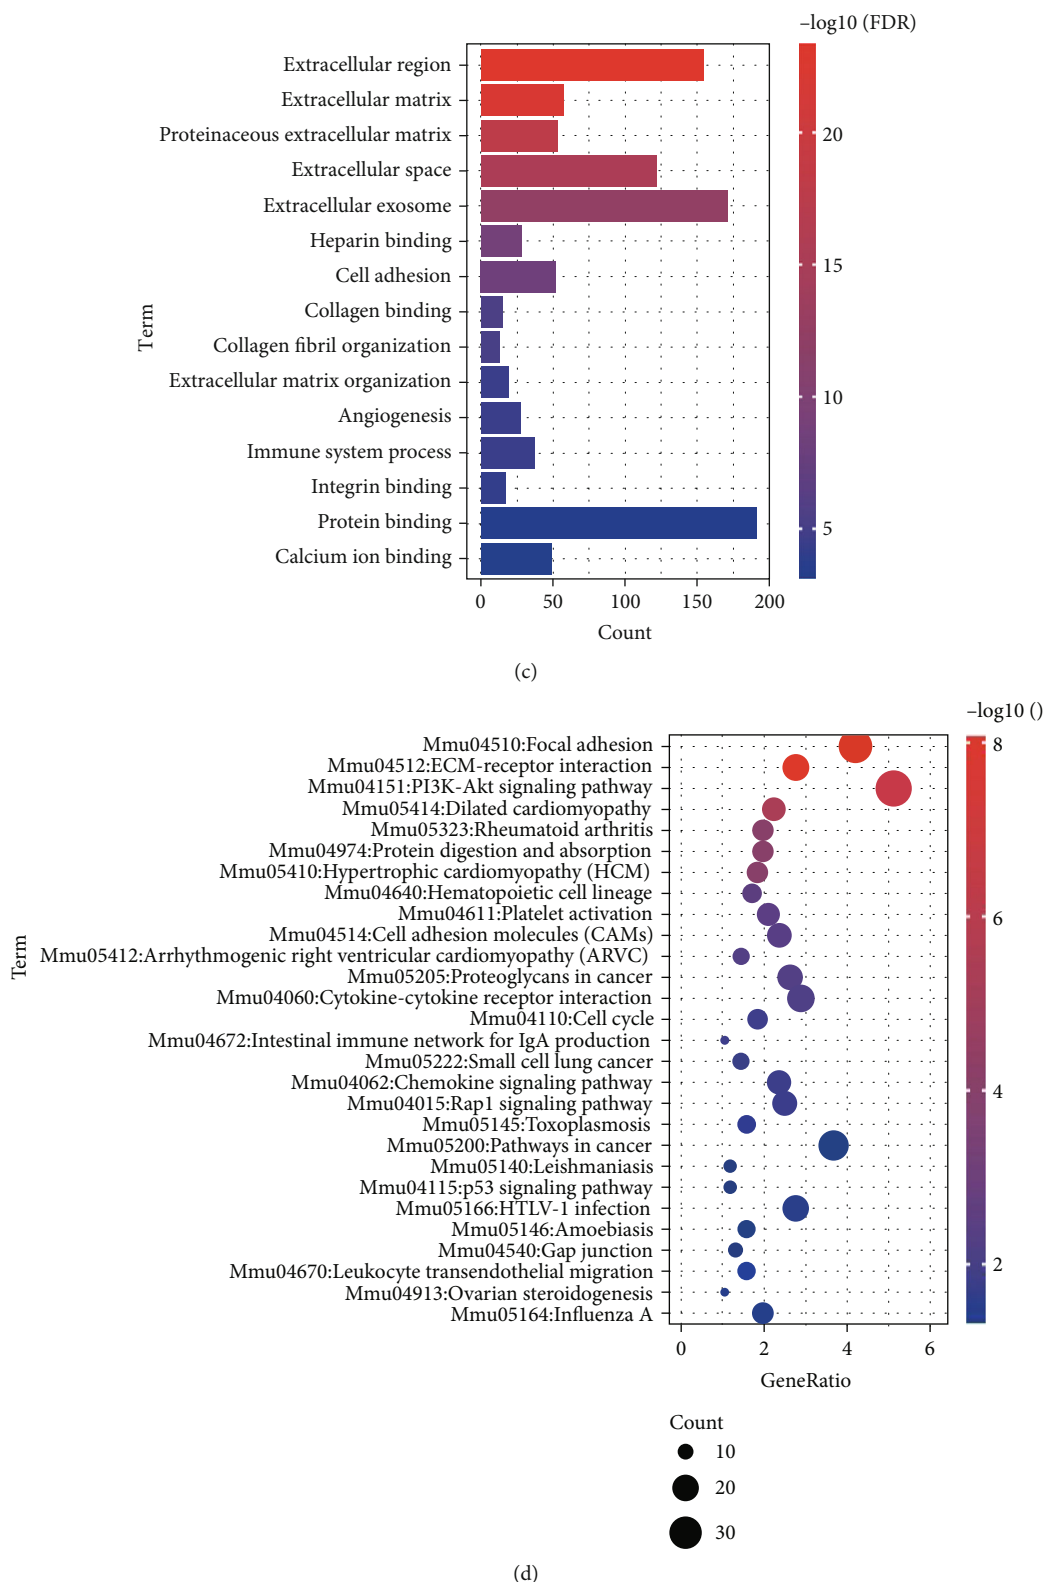 –log10 (FDR)
Extracellular region
Extracellular matrix
Proteinaceous extracellular matrix
Extracellular space
Extracellular exosome
Heparin binding
Cell adhesion
Collagen binding
Collagen fibril organization
Extracellular matrix organization
Angiogenesis
Immune system process
Integrin binding
Protein binding
Calcium ion binding
Term
20
15
10
5
0 50 100 150 200
Count
(c)
–log10 ()
Mmu04510:Focal adhesion
Mmu04512:ECM-receptor interaction
Mmu04151:PI3K-Akt signaling pathway
Mmu05414:Dilated cardiomyopathy
Mmu05323:Rheumatoid arthritis
Mmu04974:Protein digestion and absorption
Mmu05410:Hypertrophic cardiomyopathy (HCM)
Mmu04640:Hematopoietic cell lineage
Mmu04611:Platelet activation
Mmu04514:Cell adhesion molecules (CAMs)
Mmu05412:Arrhythmogenic right ventricular cardiomyopathy (ARVC)
Mmu05205:Proteoglycans in cancer
Mmu04060:Cytokine-cytokine receptor interaction
Mmu04110:Cell cycle
Mmu04672:Intestinal immune network for IgA production
Mmu05222:Small cell lung cancer
Mmu04062:Chemokine signaling pathway
Mmu04015:Rap1 signaling pathway
Mmu05145:Toxoplasmosis
Mmu05200:Pathways in cancer
Mmu05140:Leishmaniasis
Mmu04115:p53 signaling pathway
Mmu05166:HTLV-1 infection
Mmu05146:Amoebiasis
Mmu04540:Gap junction
Mmu04670:Leukocyte transendothelial migration
Mmu04913:Ovarian steroidogenesis
Mmu05164:Influenza A
Term
8
6
4
2
0 2 4 6
GeneRatio
Count
10
20
30
(d)